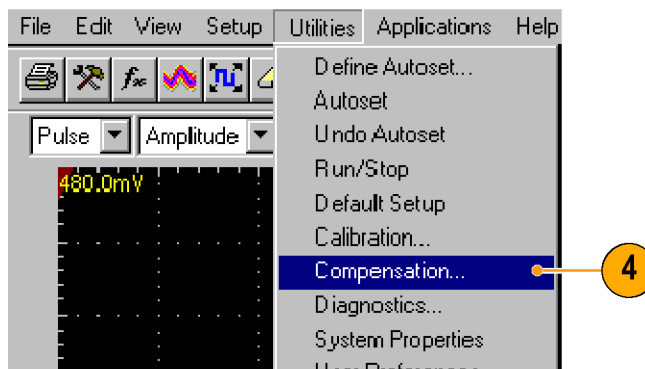 File Edit View Setup Utilities Applications Help
Define Autoset...
Autoset
Pulse Amplitude
Undo Autoset
Run/Stop
480.0mV
Default Setup
Calibration...
Compensation...
4
Diagnostics...
System Properties